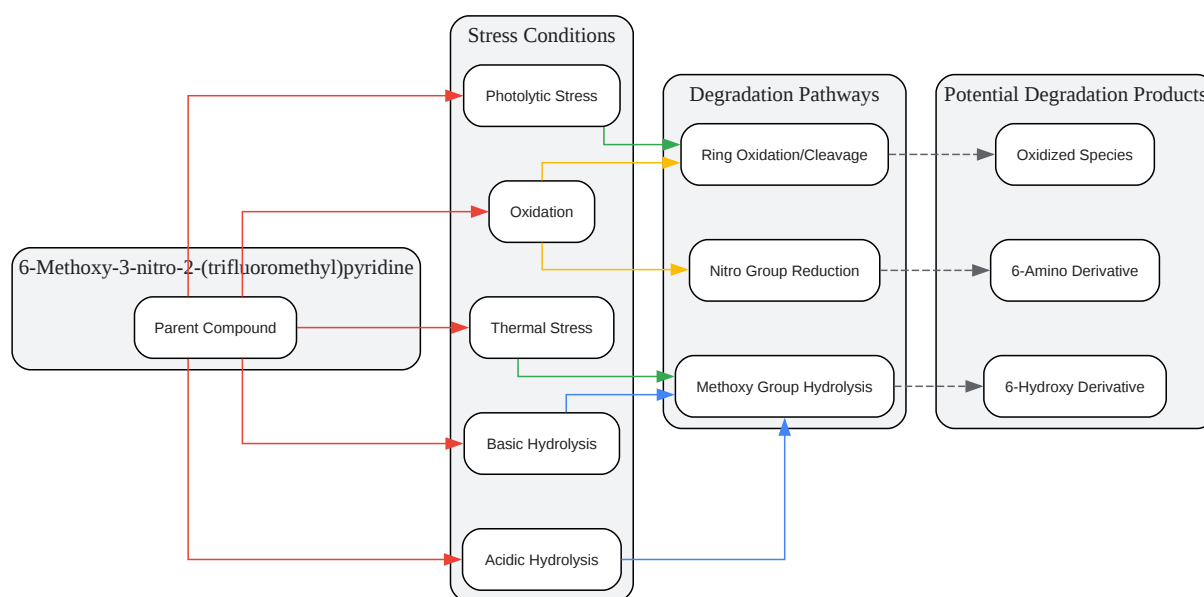 6-Methoxy-3-nitro-2-(trifluoromethyl)pyridine
Parent Compound
Stress Conditions
Photolytic Stress
Oxidation
Thermal Stress
Basic Hydrolysis
Acidic Hydrolysis
Degradation Pathways
Ring Oxidation/Cleavage
Nitro Group Reduction
Methoxy Group Hydrolysis
Potential Degradation Products
Oxidized Species
6-Amino Derivative
6-Hydroxy Derivative